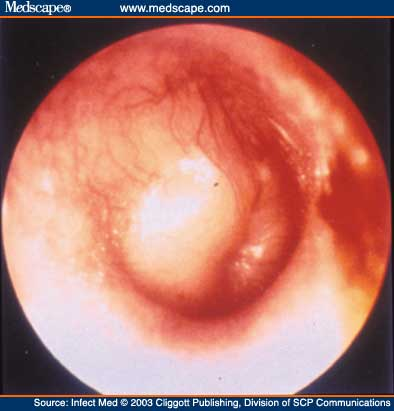 Medscape® www.medscape.com
Source: Infect Med © 2003 Cliggott Publishing, Division of SCP Communications